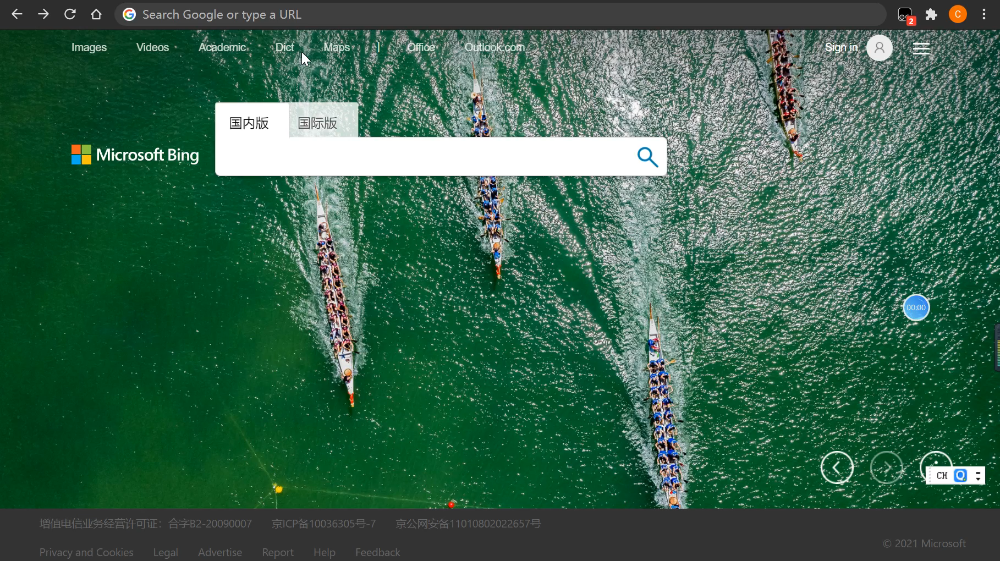 Search Google or type a URL
2
C
Images Videos Academic Dict Maps | Office Outlook.com Sign in
国内版 国际版
Microsoft Bing
00:00
CH
增值电信业务经营许可证：合字B2-20090007 京ICP备10036305号-7 京公网安备11010802022657号
© 2021 Microsoft
Privacy and Cookies Legal Advertise Report Help Feedback